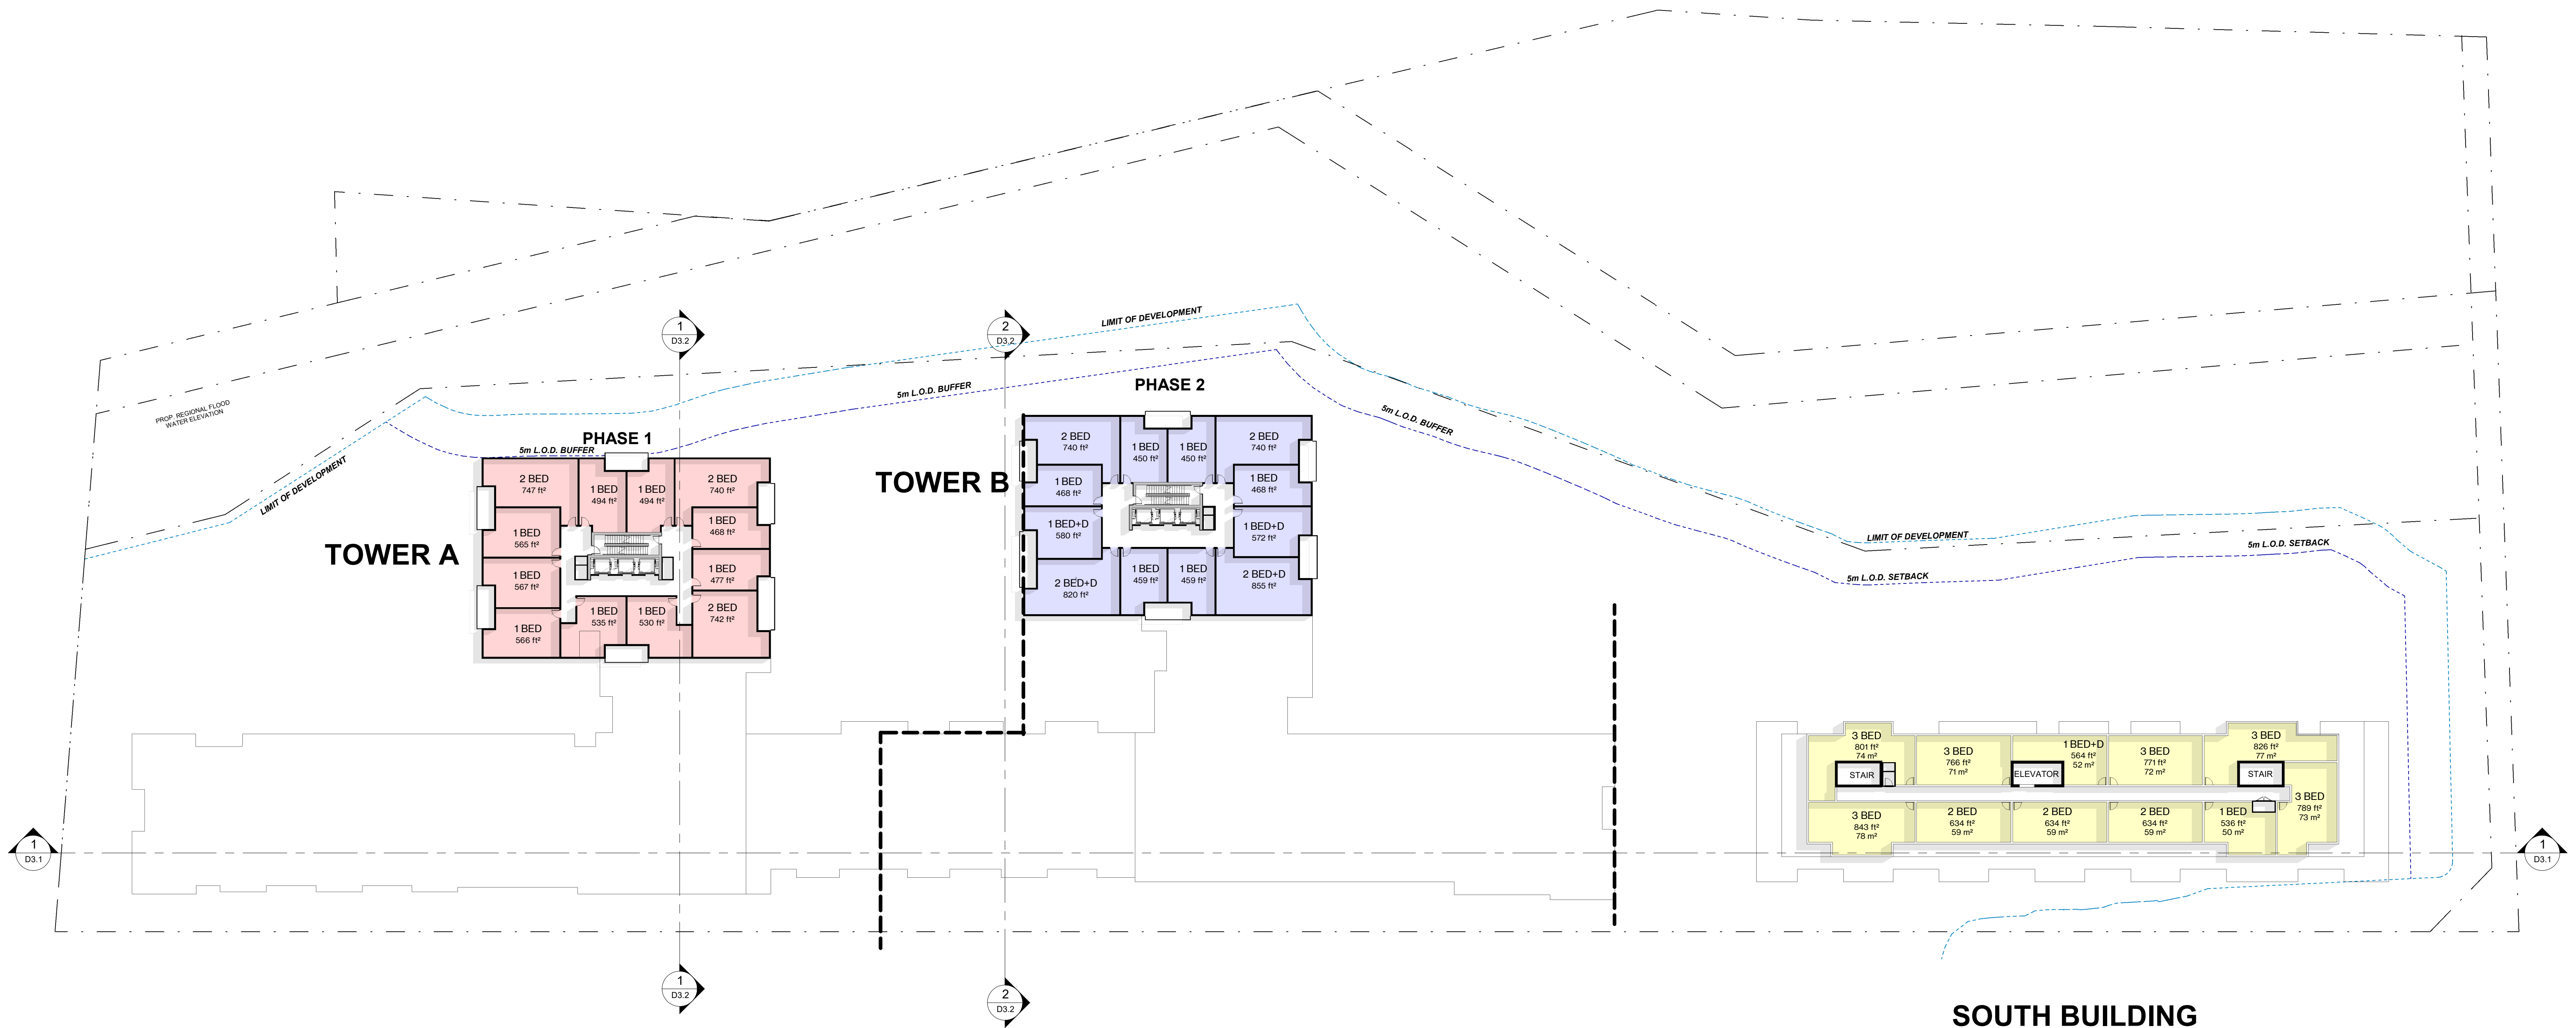 1
D3.2
2
D3.2
LIMIT OF DEVELOPMENT
5m L.O.D. BUFFER
PHASE 2
PROP. REGIONAL FLOOD
WATER ELEVATION
LIMIT OF DEVELOPMENT
PHASE 1
5m L.O.D. BUFFER
5m L.O.D. BUFFER
TOWER A
2 BED
747 ft²
1 BED
494 ft²
1 BED
494 ft²
2 BED
740 ft²
1 BED
565 ft²
1 BED
468 ft²
1 BED
567 ft²
1 BED
477 ft²
1 BED
566 ft²
1 BED
535 ft²
1 BED
530 ft²
2 BED
742 ft²
TOWER B
2 BED
740 ft²
1 BED
450 ft²
1 BED
450 ft²
2 BED
740 ft²
1 BED
468 ft²
1 BED
468 ft²
1 BED+D
580 ft²
1 BED+D
572 ft²
2 BED+D
820 ft²
1 BED
459 ft²
1 BED
459 ft²
2 BED+D
855 ft²
LIMIT OF DEVELOPMENT
5m L.O.D. SETBACK
5m L.O.D. SETBACK
3 BED
801 ft²
74 m²
3 BED
766 ft²
71 m²
1 BED+D
564 ft²
52 m²
3 BED
771 ft²
72 m²
3 BED
826 ft²
77 m²
STAIR
ELEVATOR
STAIR
3 BED
789 ft²
73 m²
3 BED
843 ft²
78 m²
2 BED
634 ft²
59 m²
2 BED
634 ft²
59 m²
2 BED
634 ft²
59 m²
1 BED
536 ft²
50 m²
1
D3.1
1
D3.1
1
D3.2
2
D3.2
SOUTH BUILDING